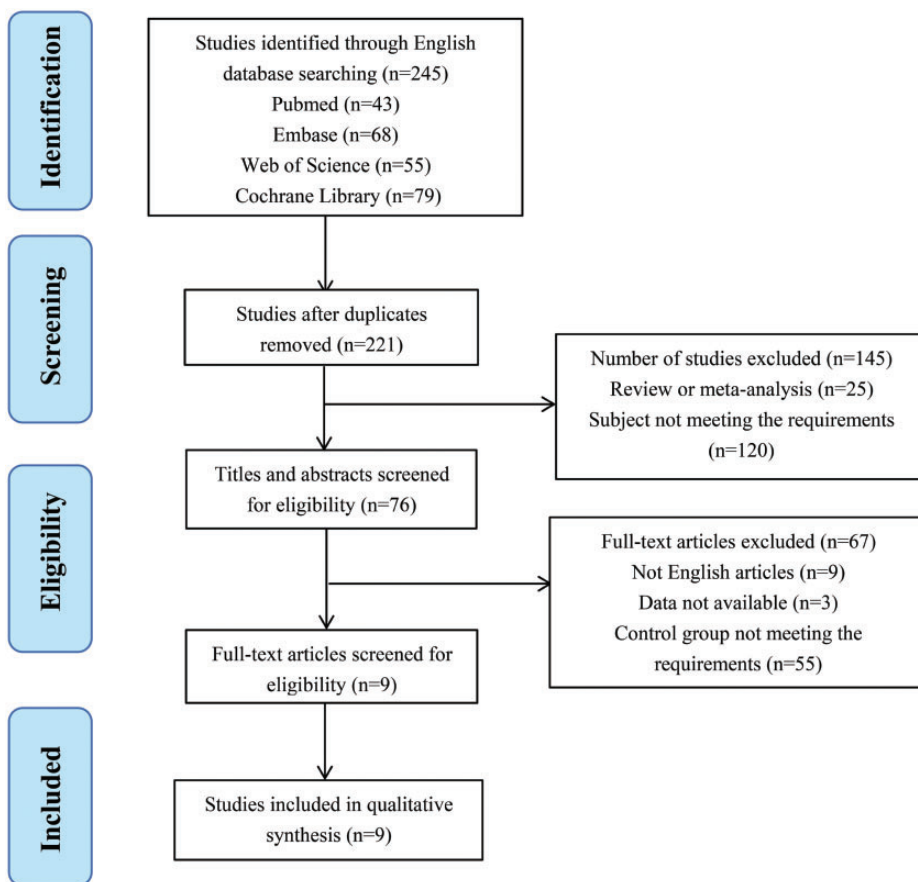 Identification
Studies identified through English
database searching (n=245)
Pubmed (n=43)
Embase (n=68)
Web of Science (n=55)
Cochrane Library (n=79)
Screening
Studies after duplicates
removed (n=221)
Number of studies excluded (n=145)
Review or meta-analysis (n=25)
Subject not meeting the requirements
(n=120)
Eligibility
Titles and abstracts screened
for eligibility (n=76)
Full-text articles excluded (n=67)
Not English articles (n=9)
Data not available (n=3)
Control group not meeting the
requirements (n=55)
Full-text articles screened for
eligibility (n=9)
Included
Studies included in qualitative
synthesis (n=9)